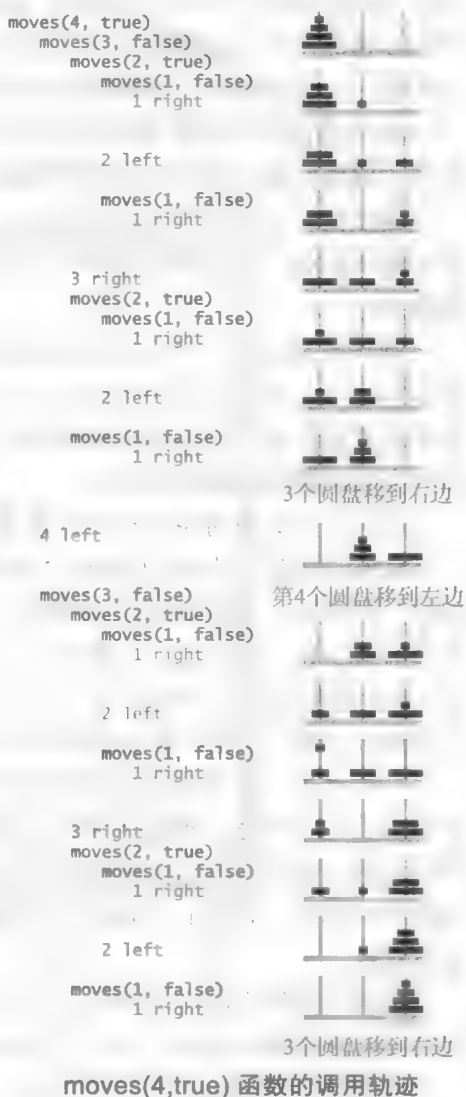 moves(4, true)
moves(3, false)
moves(2, true)
moves(1, false)
1 right
2 left
moves(1, false)
1 right
3 right
moves(2, true)
moves(1, false)
1 right
2 left
moves(1, false)
1 right
3个圆盘移到右边
4 left
第4个圆盘移到左边
moves(3, false)
moves(2, true)
moves(1, false)
1 right
2 left
moves(1, false)
1 right
3 right
moves(2, true)
moves(1, false)
1 right
2 left
moves(1, false)
1 right
3个圆盘移到右边
moves(4,true) 函数的调用轨迹